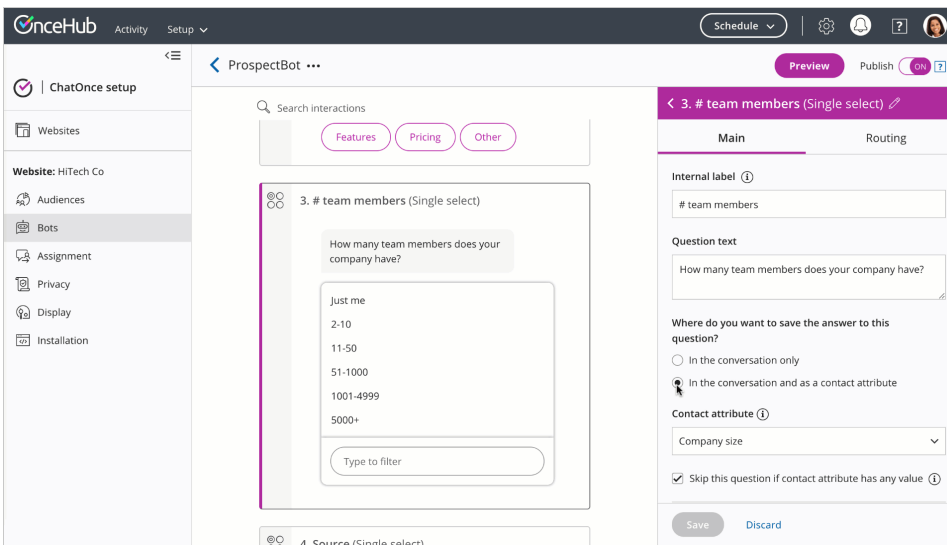 OnceHub
Activity
Setup
Schedule
?
ChatOnce setup
ProspectBot •••
Preview
Publish
ON
?
Websites
Website: HiTech Co
Audiences
Bots
Assignment
Privacy
Display
Installation
Search interactions
Features
Pricing
Other
3. # team members (Single select)
How many team members does your
company have?
Just me
2-10
11-50
51-1000
1001-4999
5000+
Type to filter
4. Source (Single select)
3. # team members (Single select)
Main
Routing
Internal label
# team members
Question text
How many team members does your company have?
Where do you want to save the answer to this
question?
In the conversation only
In the conversation and as a contact attribute
Contact attribute
Company size
Skip this question if contact attribute has any value
Save
Discard